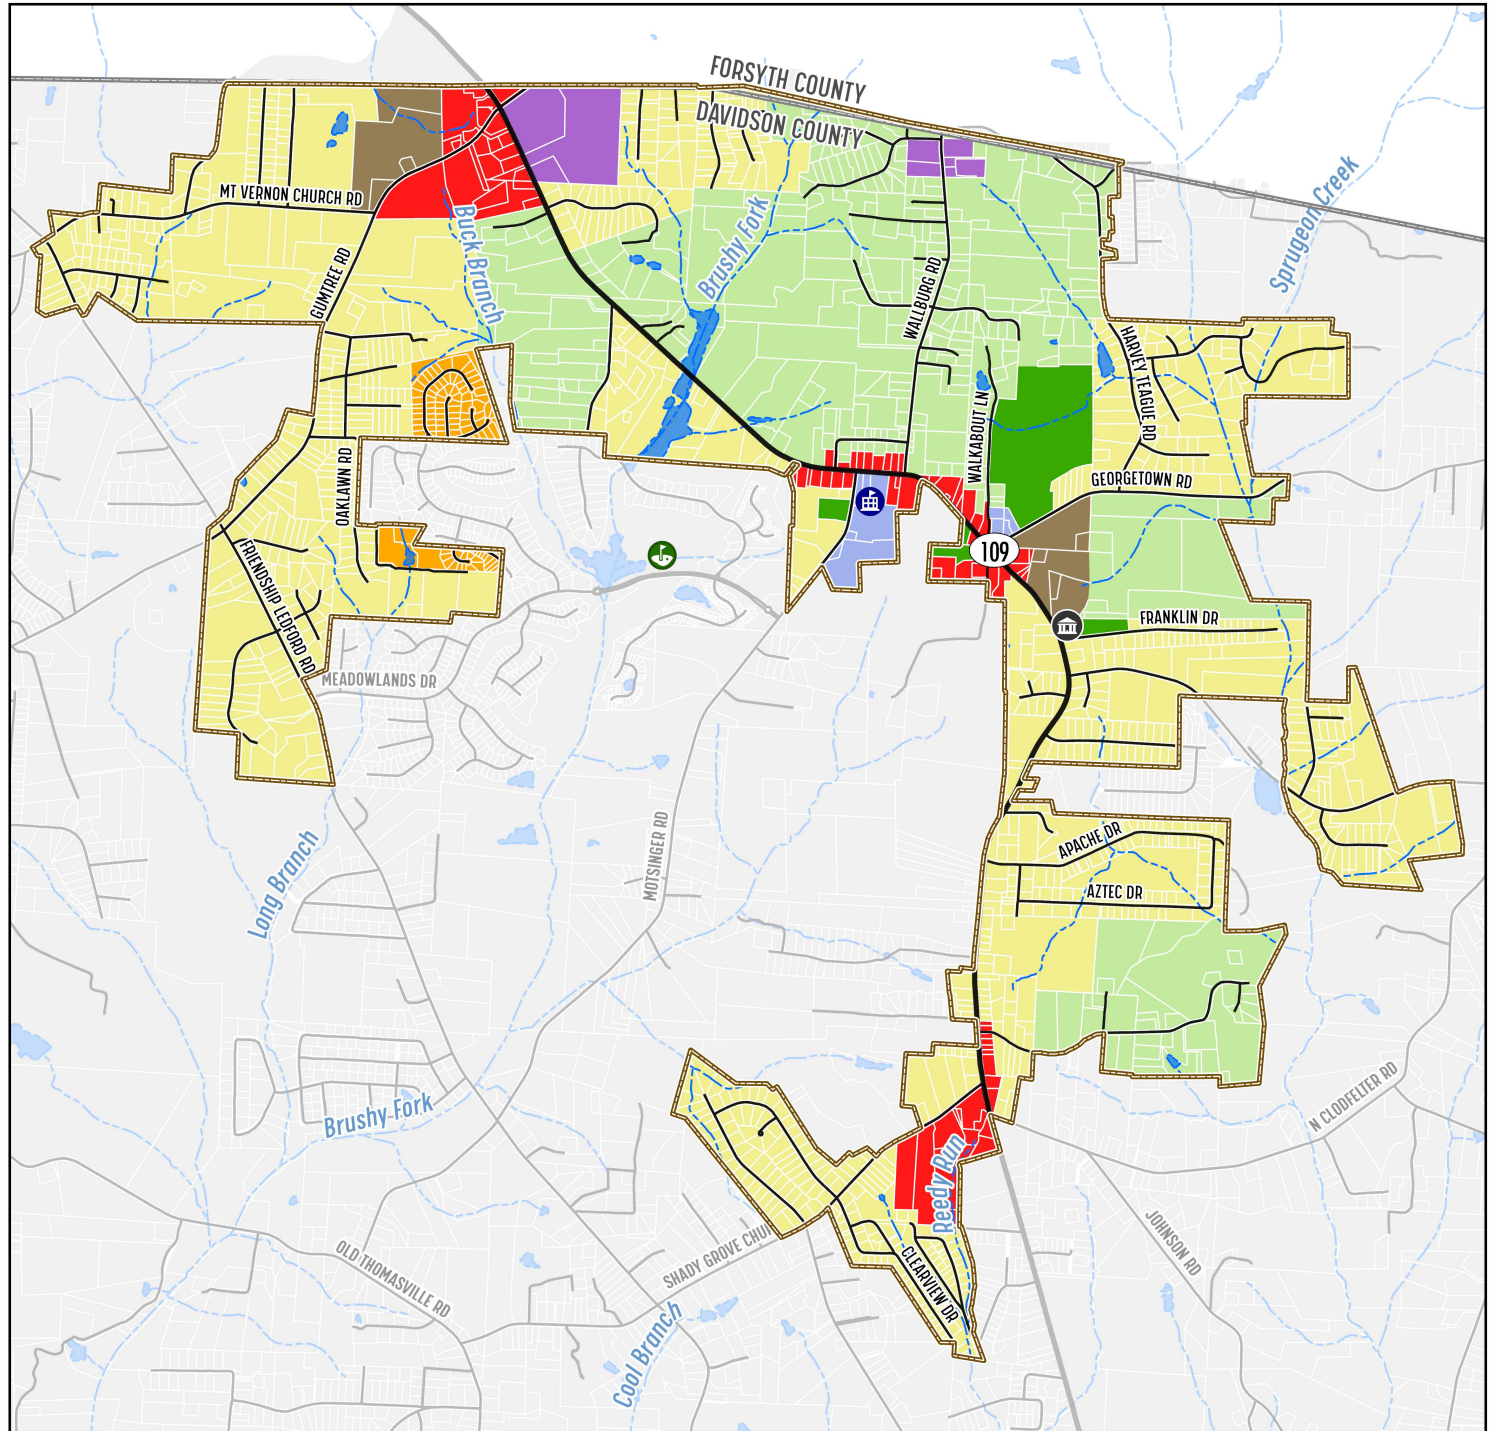 FORSYTH COUNTY
DAVIDSON COUNTY
MT VERNON CHURCH RD
Sprugeon Creek
Buck Branch
Brushy Fork
GUMTREE RD
WALLBURG RD
HARVEY TEAGUE RD
WALKABOUT LN
OAKLAWN RD
GEORGETOWN RD
109
FRIENDSHIP LEDFORD RD
FRANKLIN DR
MEADOWLANDS DR
MOTSINGER RD
APACHE DR
Long Branch
AZTEC DR
Brushy Fork
N CLODFELTER RD
Reedy Run
SHADY GROVE CHU
JOHNSON RD
OLD THOMASVILLE RD
CLEARVIEW DR
Cool Branch